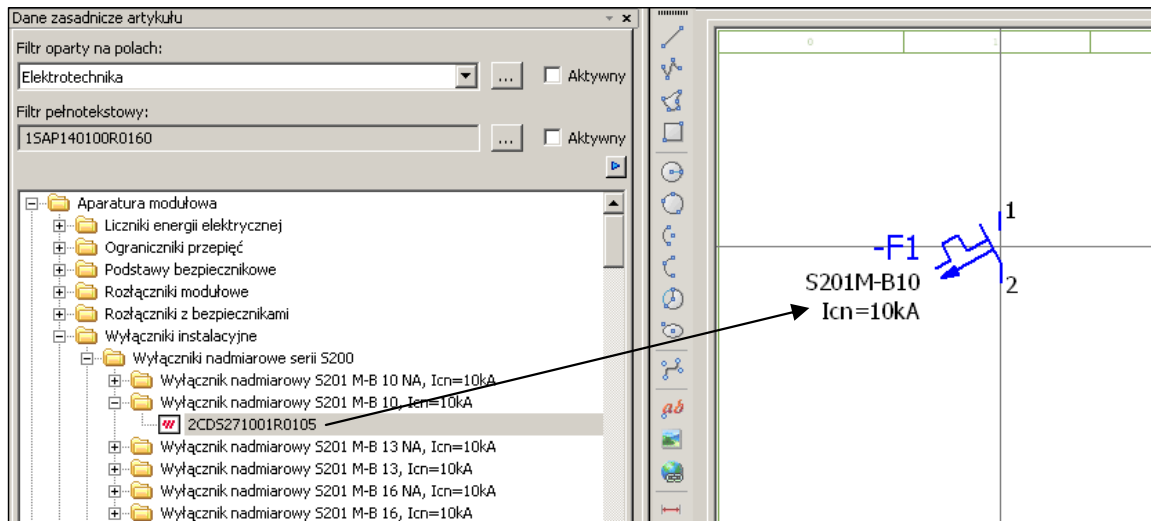 Dane zasadnicze artykułu
Filtr oparty na polach:
Elektrotechnika
...
Aktywny
Filtr pełnotekstowy:
1SAP140100R0160
...
Aktywny
Aparatura modułowa
Liczniki energii elektrycznej
Ograniczniki przepięć
Podstawy bezpiecznikowe
Rozłączniki modułowe
Rozłączniki z bezpiecznikami
Wyłączniki instalacyjne
Wyłączniki nadmiarowe serii S200
Wyłącznik nadmiarowy S201 M-B 10 NA, Icn=10kA
Wyłącznik nadmiarowy S201 M-B 10, Icn=10kA
2CDS271001R0105
Wyłącznik nadmiarowy S201 M-B 13 NA, Icn=10kA
Wyłącznik nadmiarowy S201 M-B 13, Icn=10kA
Wyłącznik nadmiarowy S201 M-B 16 NA, Icn=10kA
Wyłącznik nadmiarowy S201 M-B 16, Icn=10kA
ab
0
1
1
-F1
S201M-B10
2
Icn=10kA